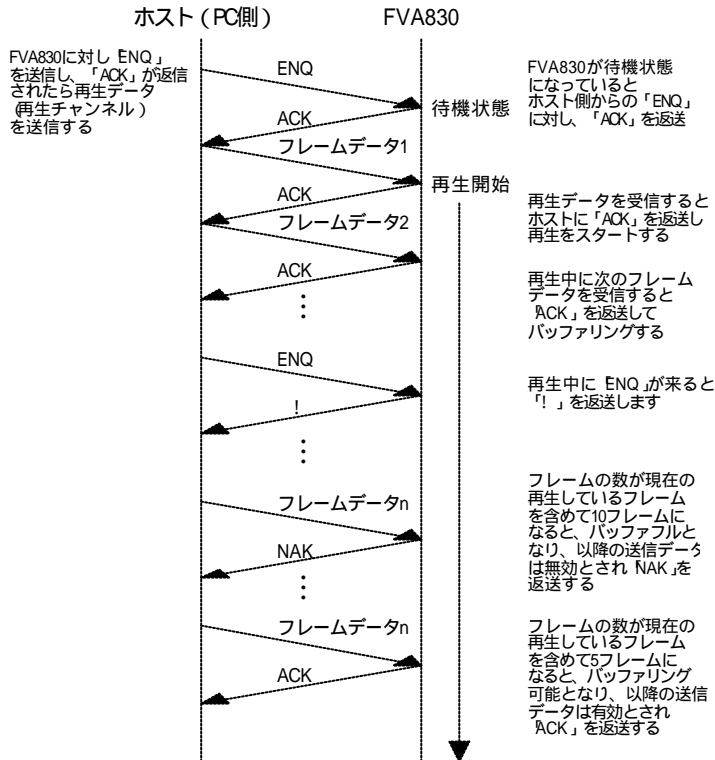 ホスト（PC側）
FVA830
FVA830に対し「ENQ」
を送信し、「ACK」が返信
されたら再生データ
（再生チャンネル）
を送信する
ENQ
FVA830が待機状態
になっていると
ホスト側からの「ENQ」
に対し、「ACK」を返送
待機状態
ACK
フレームデータ1
再生開始
ACK
フレームデータ2
再生データを受信すると
ホストに「ACK」を返送し
再生をスタートする
ACK
再生中に次のフレーム
データを受信すると
「ACK」を返送して
バッファリングする
ENQ
再生中に「ENQ」が来ると
「!」を返送します
!
フレームデータn
フレームの数が現在の
再生しているフレーム
を含めて10フレームに
なると、バッファフルと
なり、以降の送信データ
は無効とされ「NAK」を
返送する
NAK
フレームデータn
フレームの数が現在の
再生しているフレーム
を含めて5フレームに
なると、バッファリング
可能となり、以降の送信
データは有効とされ
「ACK」を返送する
ACK